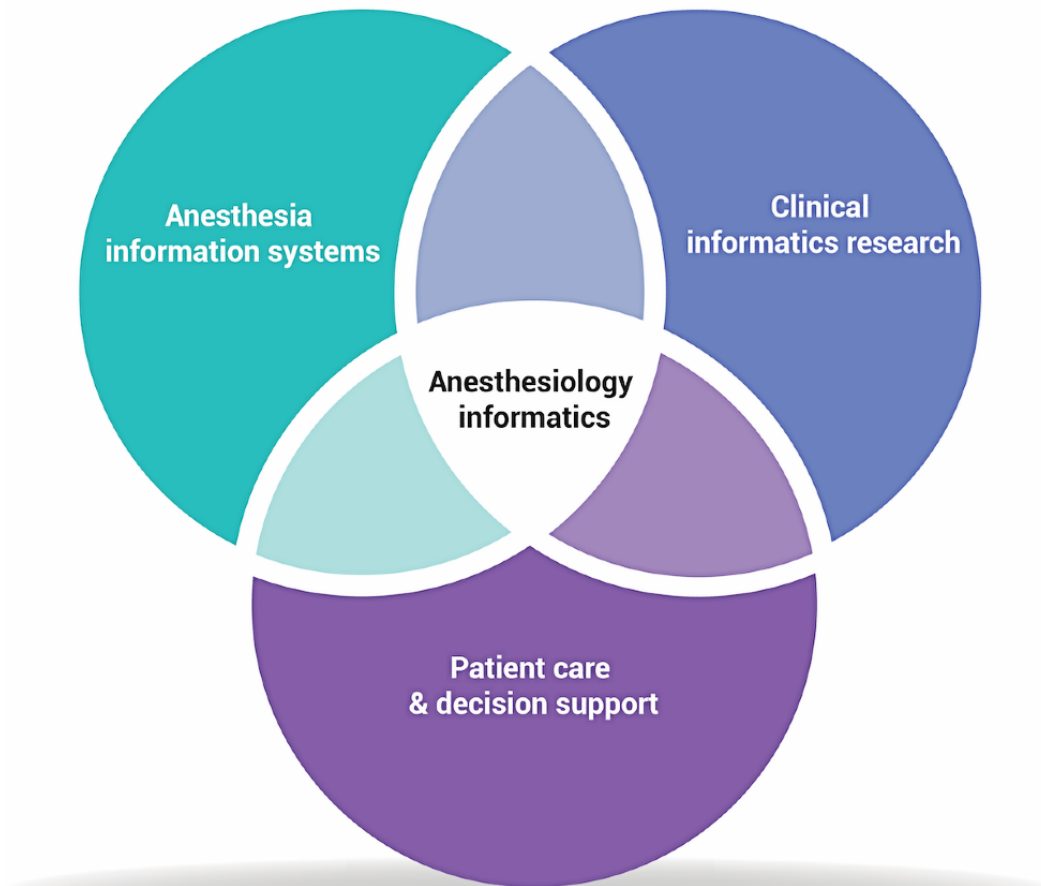 Anesthesia
information systems
Clinical
informatics research
Anesthesiology
informatics
Patient care
& decision support